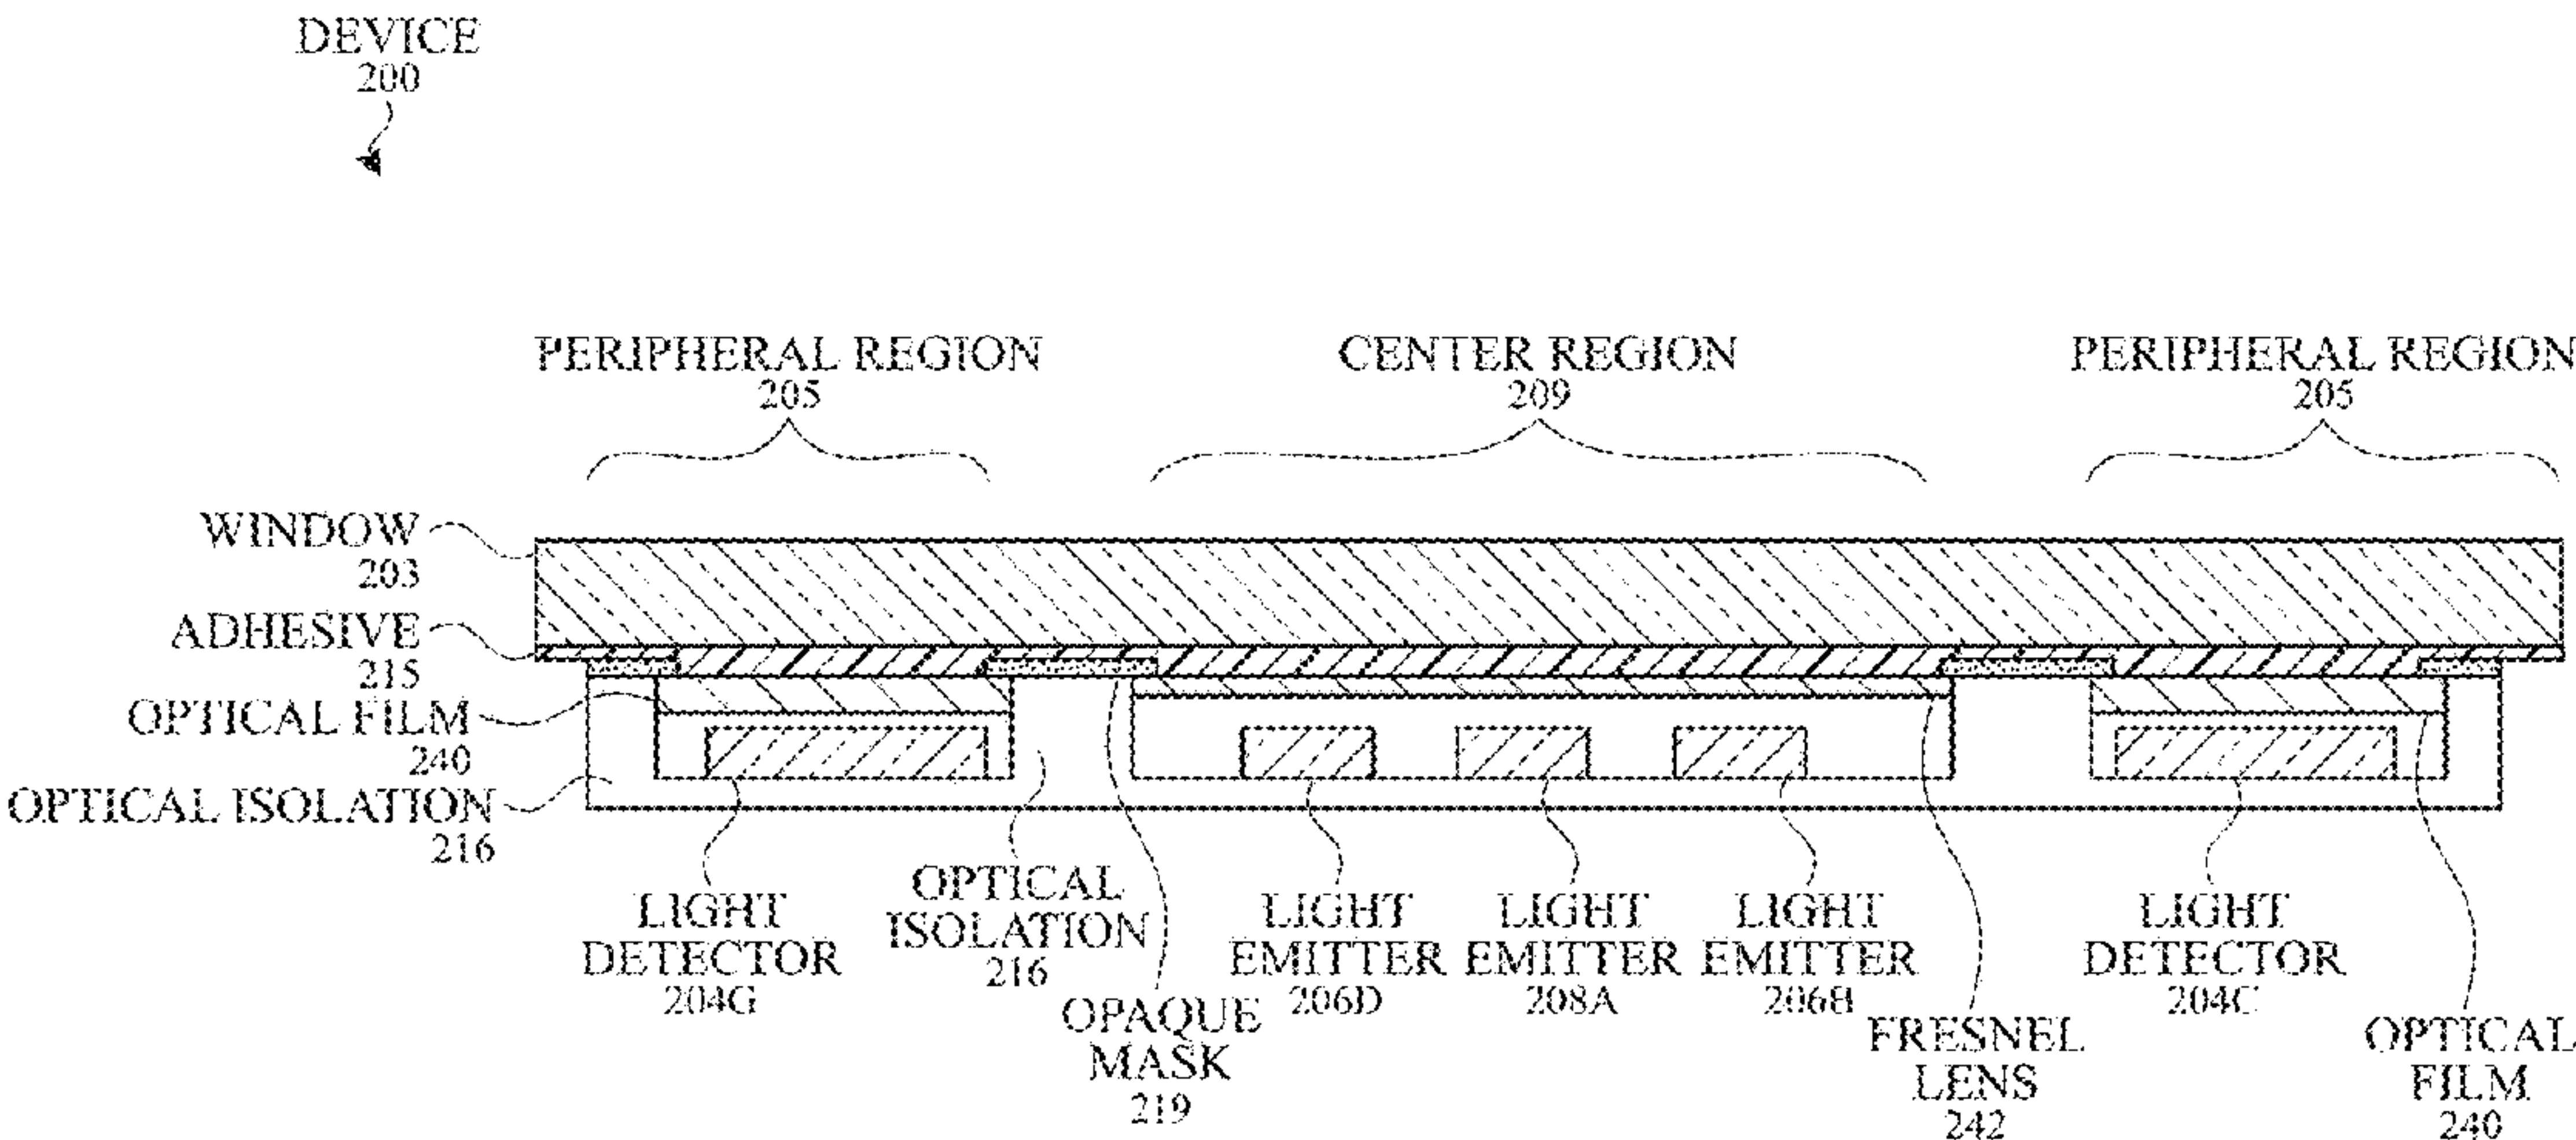 DEVICE
200
PERIPHERAL REGION
205
CENTER REGION
209
PERIPHERAL REGION
205
WINDOW
203
ADHESIVE
215
OPTICAL FILM
240
OPTICAL ISOLATION
216
LIGHT
DETECTOR
204G
OPTICAL
ISOLATION
216
OPAQUE
MASK
219
LIGHT
EMITTER
206D
LIGHT
EMITTER
208A
LIGHT
EMITTER
206B
FRESNEL
LENS
242
LIGHT
DETECTOR
204C
OPTICAL
FILM
240